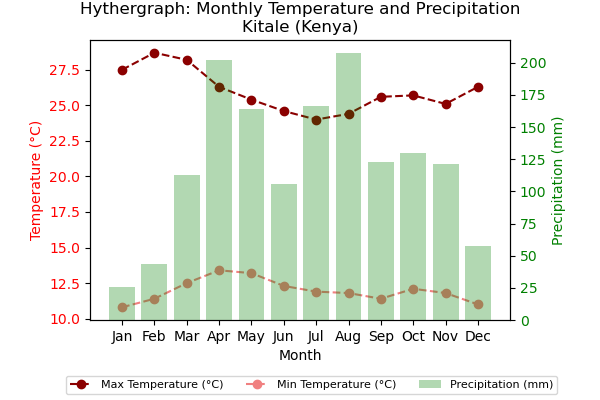 Hythergraph: Monthly Temperature and Precipitation
Kitale (Kenya)
Temperature (°C)
27.5
25.0
22.5
20.0
17.5
15.0
12.5
10.0
Precipitation (mm)
200
175
150
125
100
75
50
25
0
Jan Feb Mar Apr May Jun Jul Aug Sep Oct Nov Dec
Month
Max Temperature (°C) Min Temperature (°C) Precipitation (mm)